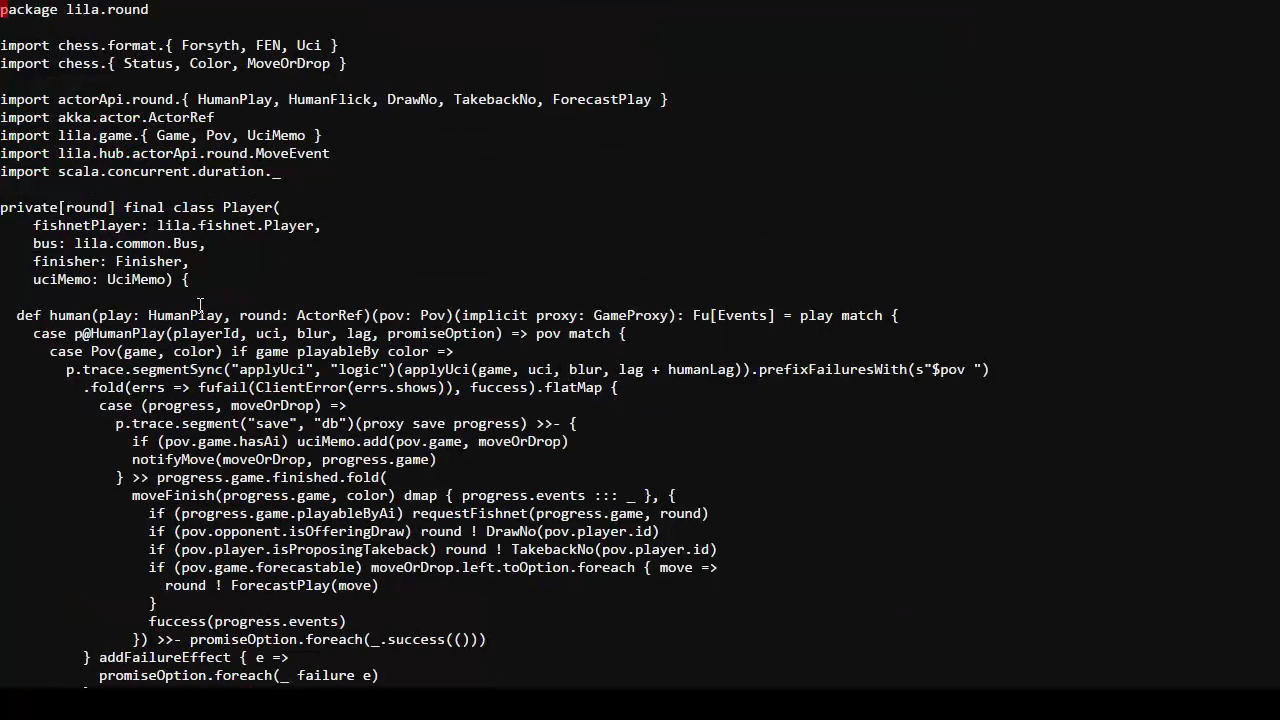 package lila.round
import chess.format.{ Forsyth, FEN, Uci }
import chess.{ Status, Color, MoveOrDrop }
import actorApi.round.{ HumanPlay, HumanFlick, DrawNo, TakebackNo, ForecastPlay }
import akka.actor.ActorRef
import lila.game.{ Game, Pov, UciMemo }
import lila.hub.actorApi.round.MoveEvent
import scala.concurrent.duration._
private[round] final class Player(
    fishnetPlayer: lila.fishnet.Player,
    bus: lila.common.Bus,
    finisher: Finisher,
    uciMemo: UciMemo) {
  def human(play: HumanPlay, round: ActorRef)(pov: Pov)(implicit proxy: GameProxy): Fu[Events] = play match {
    case p@HumanPlay(playerId, uci, blur, lag, promiseOption) => pov match {
      case Pov(game, color) if game playableBy color =>
        p.trace.segmentSync("applyUci", "logic")(applyUci(game, uci, blur, lag + humanLag)).prefixFailuresWith(s"$pov ")
          .fold(errs => fufail(ClientError(errs.shows)), fuccess).flatMap {
            case (progress, moveOrDrop) =>
              p.trace.segment("save", "db")(proxy save progress) >>- {
                if (pov.game.hasAi) uciMemo.add(pov.game, moveOrDrop)
                notifyMove(moveOrDrop, progress.game)
              } >> progress.game.finished.fold(
                moveFinish(progress.game, color) dmap { progress.events ::: _ }, {
                  if (progress.game.playableByAi) requestFishnet(progress.game, round)
                  if (pov.opponent.isOfferingDraw) round ! DrawNo(pov.player.id)
                  if (pov.player.isProposingTakeback) round ! TakebackNo(pov.player.id)
                  if (pov.game.forecastable) moveOrDrop.left.toOption.foreach { move =>
                    round ! ForecastPlay(move)
                  }
                  fuccess(progress.events)
                }) >>- promiseOption.foreach(_.success(()))
          } addFailureEffect { e =>
            promiseOption.foreach(_ failure e)